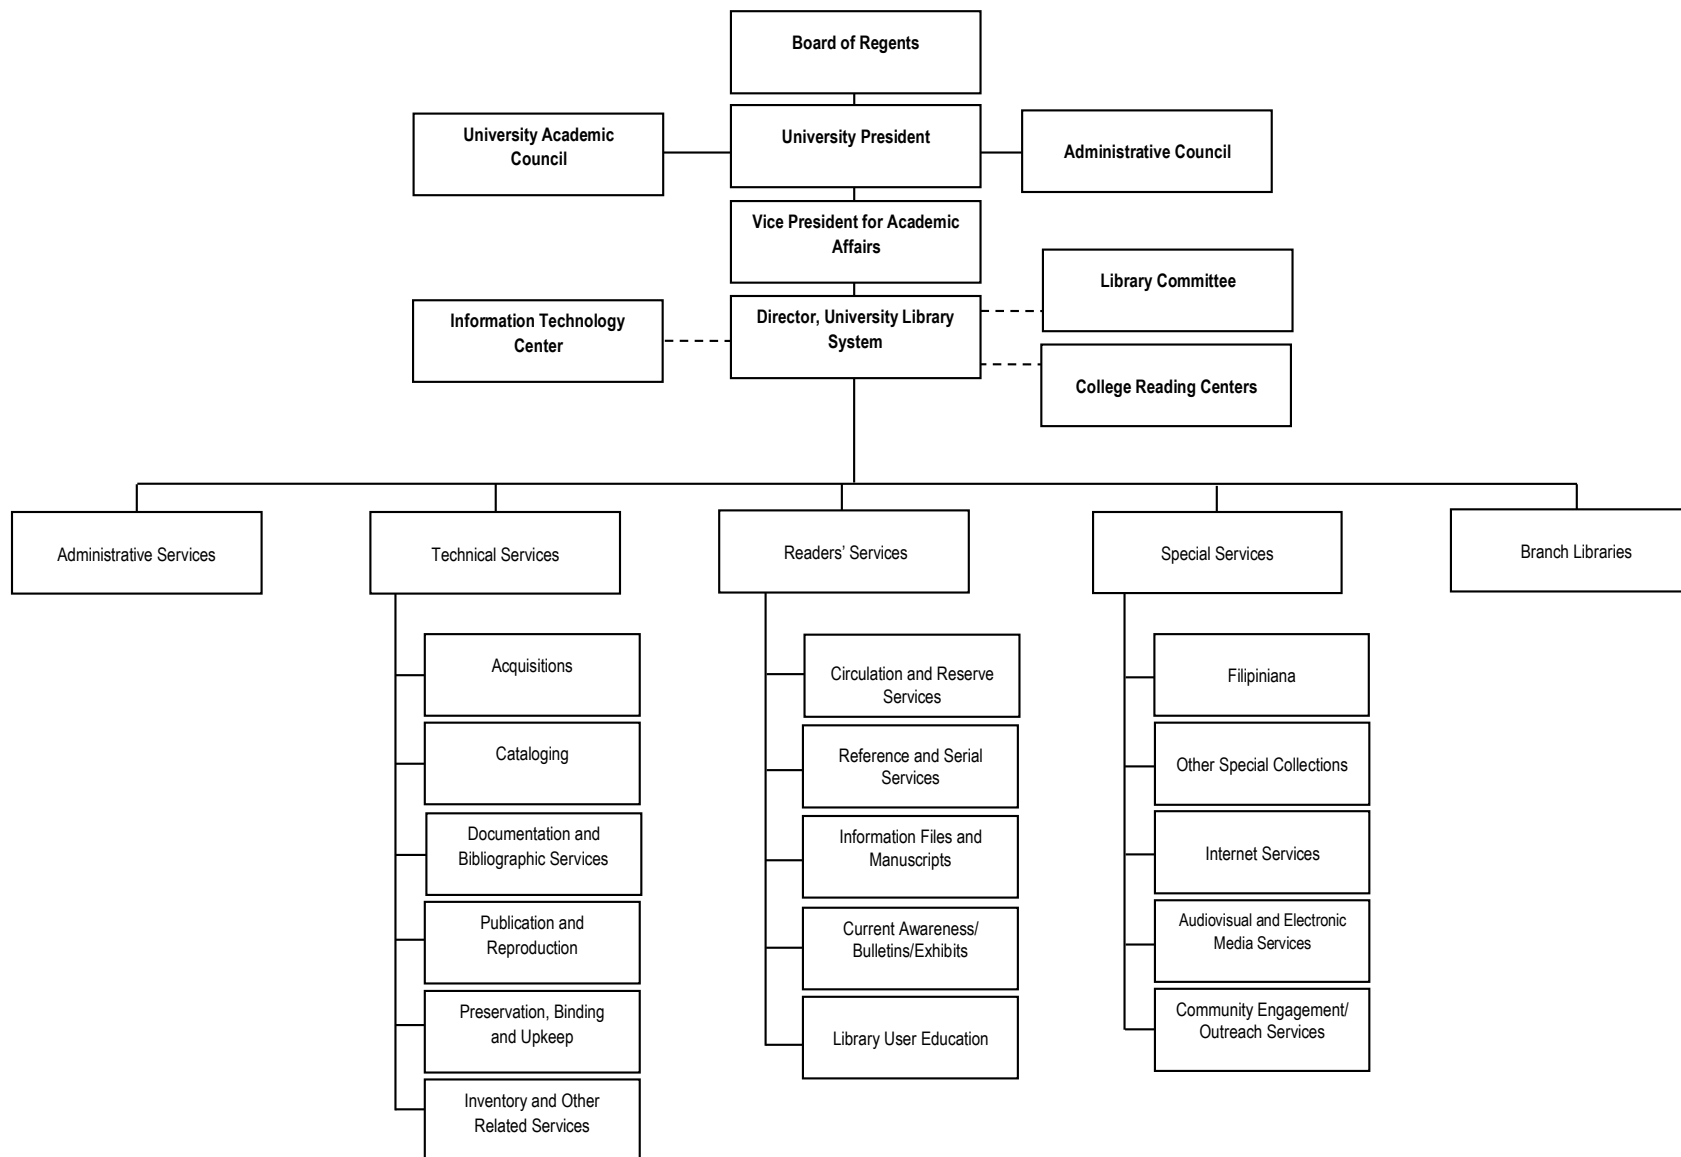 Board of Regents
University Academic
Council
University President
Administrative Council
Vice President for Academic
Affairs
Library Committee
Information Technology
Center
Director, University Library
System
College Reading Centers
Administrative Services
Technical Services
Readers’ Services
Special Services
Branch Libraries
Acquisitions
Cataloging
Documentation and
Bibliographic Services
Publication and
Reproduction
Preservation, Binding
and Upkeep
Inventory and Other
Related Services
Circulation and Reserve
Services
Reference and Serial
Services
Information Files and
Manuscripts
Current Awareness/
Bulletins/Exhibits
Library User Education
Filipiniana
Other Special Collections
Internet Services
Audiovisual and Electronic
Media Services
Community Engagement/
Outreach Services